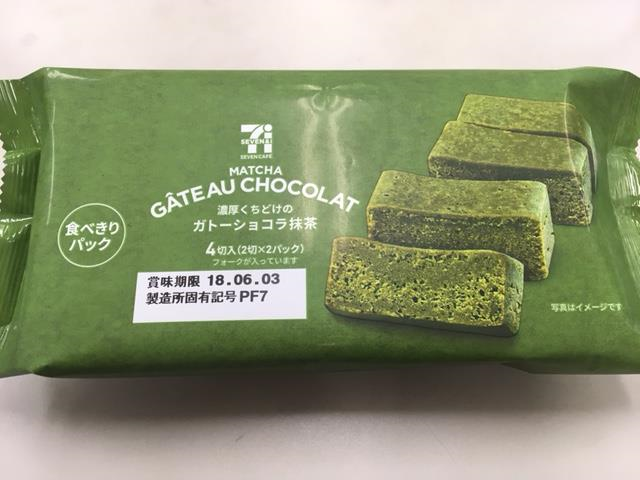 SEVEN&i
SEVEN CAFÉ
MATCHA
GÂTEAU CHOCOLAT
濃厚くちどけの
ガトーショコラ抹茶
4切入(2切×2パック)
フォークが入っています
食べきり
パック
賞味期限 18.06.03
製造所固有記号 PF7
写真はイメージです